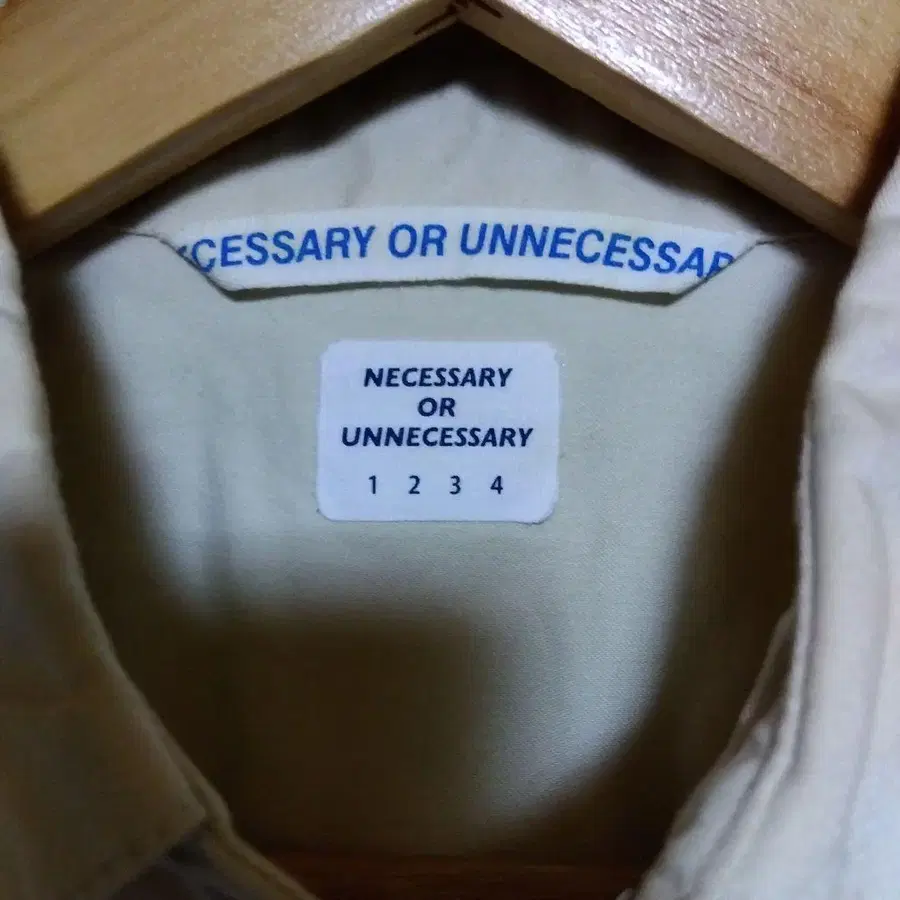 CESSARY OR UNNECESSAR
NECESSARY
OR
UNNECESSARY
1 2 3 4